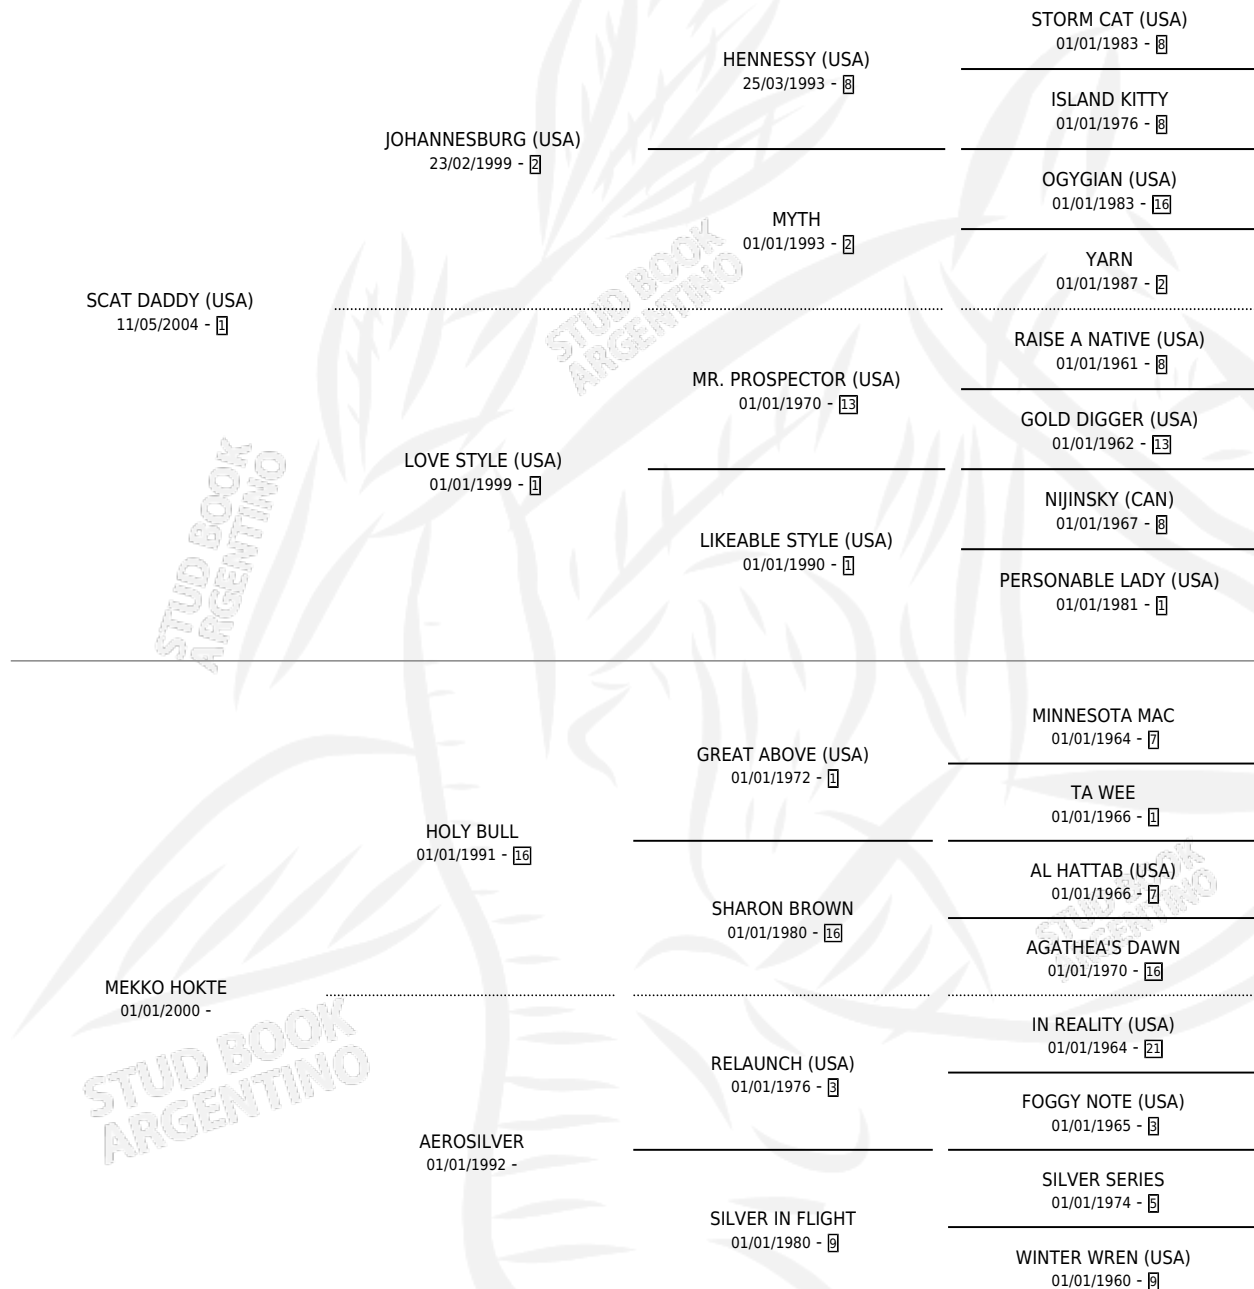 STORM CAT (USA)
01/01/1983 - 8
HENNESSY (USA)
25/03/1993 - 8
ISLAND KITTY
01/01/1976 - 8
JOHANNESBURG (USA)
23/02/1999 - 2
OGYGIAN (USA)
01/01/1983 - 16
MYTH
01/01/1993 - 2
YARN
01/01/1987 - 2
SCAT DADDY (USA)
11/05/2004 - 1
STUD BOOK
ARGENTINO
RAISE A NATIVE (USA)
01/01/1961 - 8
MR. PROSPECTOR (USA)
01/01/1970 - 13
GOLD DIGGER (USA)
01/01/1962 - 13
LOVE STYLE (USA)
01/01/1999 - 1
NIJINSKY (CAN)
01/01/1967 - 8
LIKEABLE STYLE (USA)
01/01/1990 - 1
PERSONABLE LADY (USA)
01/01/1981 - 1
STUD BOOK
ARGENTINO
MINNESOTA MAC
01/01/1964 - 7
GREAT ABOVE (USA)
01/01/1972 - 1
TA WEE
01/01/1966 - 1
HOLY BULL
01/01/1991 - 16
AL HATTAB (USA)
01/01/1966 - 7
SHARON BROWN
01/01/1980 - 16
STUD BOOK
ARGENTINO
AGATHEA'S DAWN
01/01/1970 - 16
MEKKO HOKTE
01/01/2000 -
STUD BOOK
ARGENTINO
IN REALITY (USA)
01/01/1964 - 21
RELAUNCH (USA)
01/01/1976 - 3
FOGGY NOTE (USA)
01/01/1965 - 3
AEROSILVER
01/01/1992 -
SILVER SERIES
01/01/1974 - 5
SILVER IN FLIGHT
01/01/1980 - 9
WINTER WREN (USA)
01/01/1960 - 9